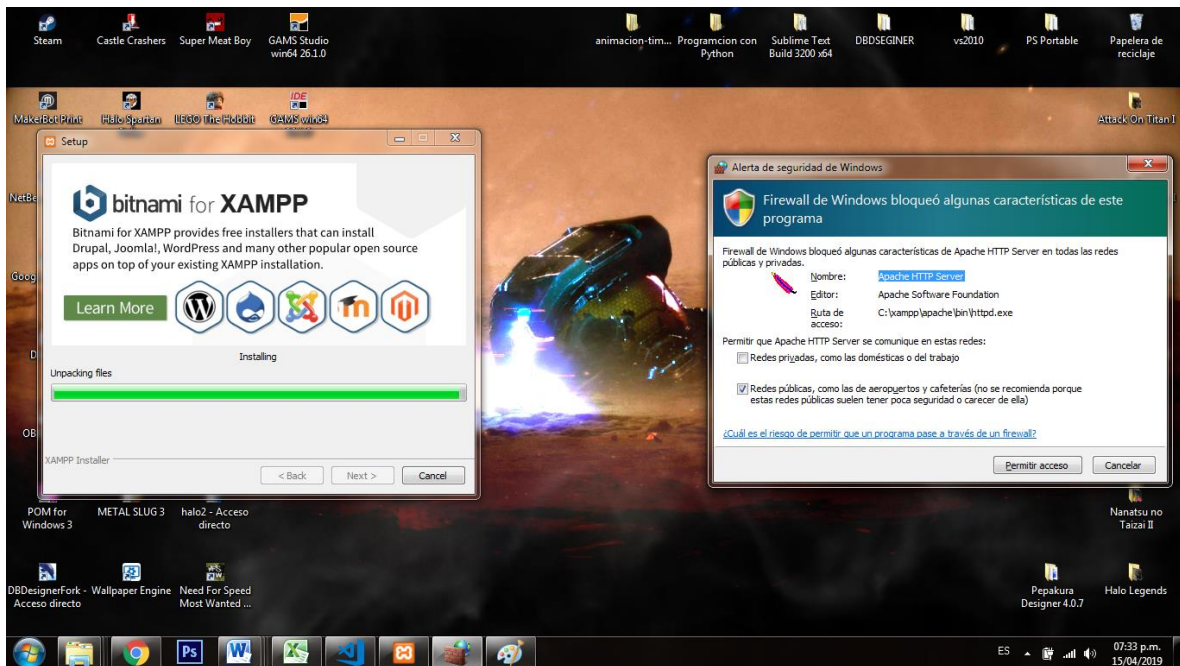 Steam
Castle Crashers
Super Meat Boy
GAMS Studio
win64 26.1.0
animacion-tim...
Programcion con
Python
Sublime Text
Build 3200 x64
DBDSEGINER
vs2010
PS Portable
Papelera de
reciclaje
MakerBot Print
Halo Spartan
LEGO The Hobbit
IDE
GAMS win64
Attack On Titan I
Setup
bitnami for XAMPP
Bitnami for XAMPP provides free installers that can install
Drupal, Joomla!, WordPress and many other popular open source
apps on top of your existing XAMPP installation.
Learn More
Installing
Unpacking files
XAMPP Installer
< Back
Next >
Cancel
NetBe
Goog
D
OB
Alerta de seguridad de Windows
Firewall de Windows bloqueó algunas características de este
programa
Firewall de Windows bloqueó algunas características de Apache HTTP Server en todas las redes
públicas y privadas.
Nombre: Apache HTTP Server
Editor: Apache Software Foundation
Ruta de
acceso: C:\xampp\apache\bin\httpd.exe
Permitir que Apache HTTP Server se comunique en estas redes:
Redes privadas, como las domésticas o del trabajo
Redes públicas, como las de aeropuertos y cafeterías (no se recomienda porque
estas redes públicas suelen tener poca seguridad o carecer de ella)
¿Cuál es el riesgo de permitir que un programa pase a través de un firewall?
Permitir acceso
Cancelar
POM for
Windows 3
METAL SLUG 3
halo2 - Acceso
directo
Nanatsu no
Taizai II
DBDesignerFork -
Acceso directo
Wallpaper Engine
Need For Speed
Most Wanted ...
Pepakura
Designer 4.0.7
Halo Legends
Ps
ES
07:33 p.m.
15/04/2019